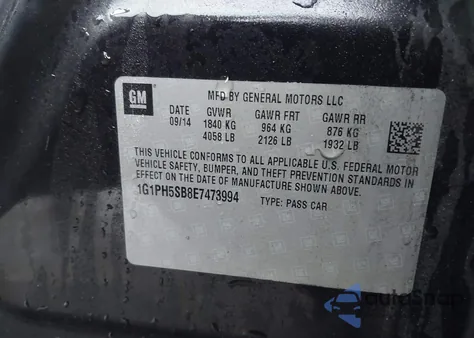 GM
MFD BY GENERAL MOTORS LLC
DATE GVWR GAWR FRT GAWR RR
09/14 1840 KG 964 KG 876 KG
4058 LB 2126 LB 1932 LB
THIS VEHICLE CONFORMS TO ALL APPLICABLE U.S. FEDERAL MOTOR
VEHICLE SAFETY, BUMPER, AND THEFT PREVENTION STANDARDS IN
EFFECT ON THE DATE OF MANUFACTURE SHOWN ABOVE.
1G1PH5SB8E7473994 TYPE: PASS CAR